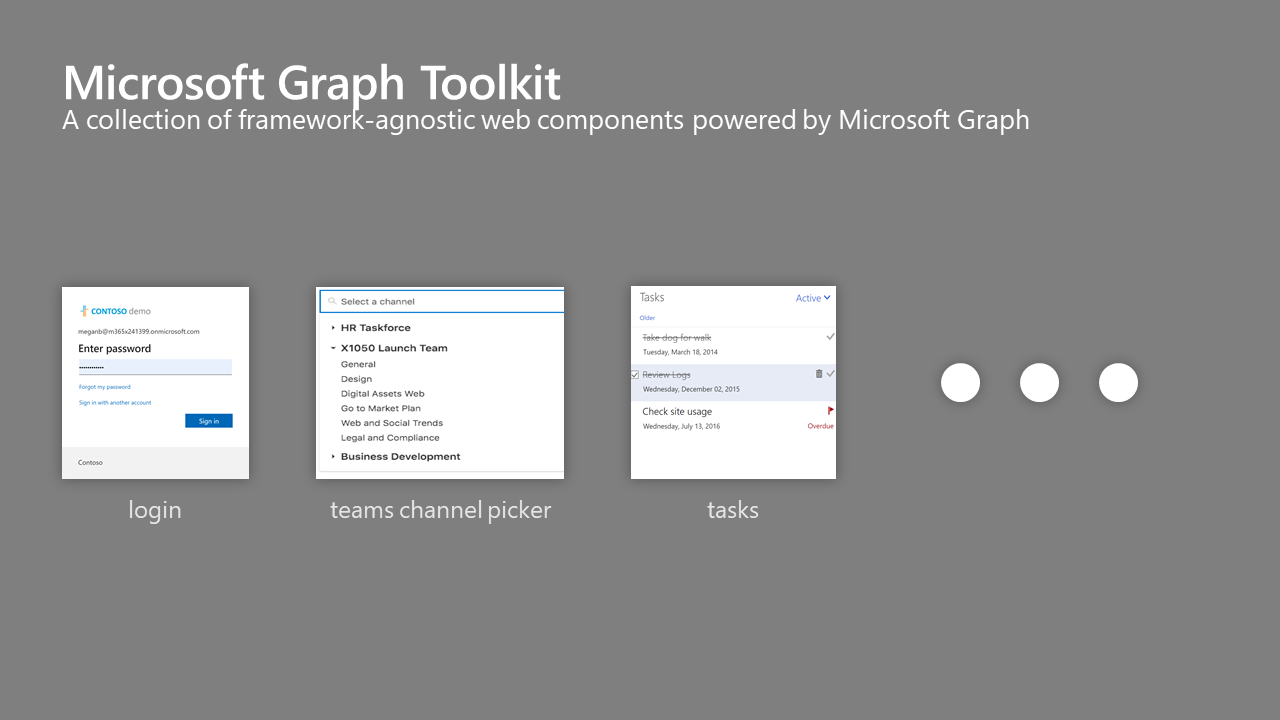 Microsoft Graph Toolkit
A collection of framework-agnostic web components powered by Microsoft Graph
CONTOSO demo
meganb@m365x241399.onmicrosoft.com
Enter password
Forgot my password
Sign in with another account
Sign in
Contoso
login
Select a channel
HR Taskforce
X1050 Launch Team
General
Design
Digital Assets Web
Go to Market Plan
Web and Social Trends
Legal and Compliance
Business Development
teams channel picker
Tasks
Active
Older
Take dog for walk
Tuesday, March 18, 2014
Review Logs
Wednesday, December 02, 2015
Check site usage
Wednesday, July 13, 2016
Overdue
tasks